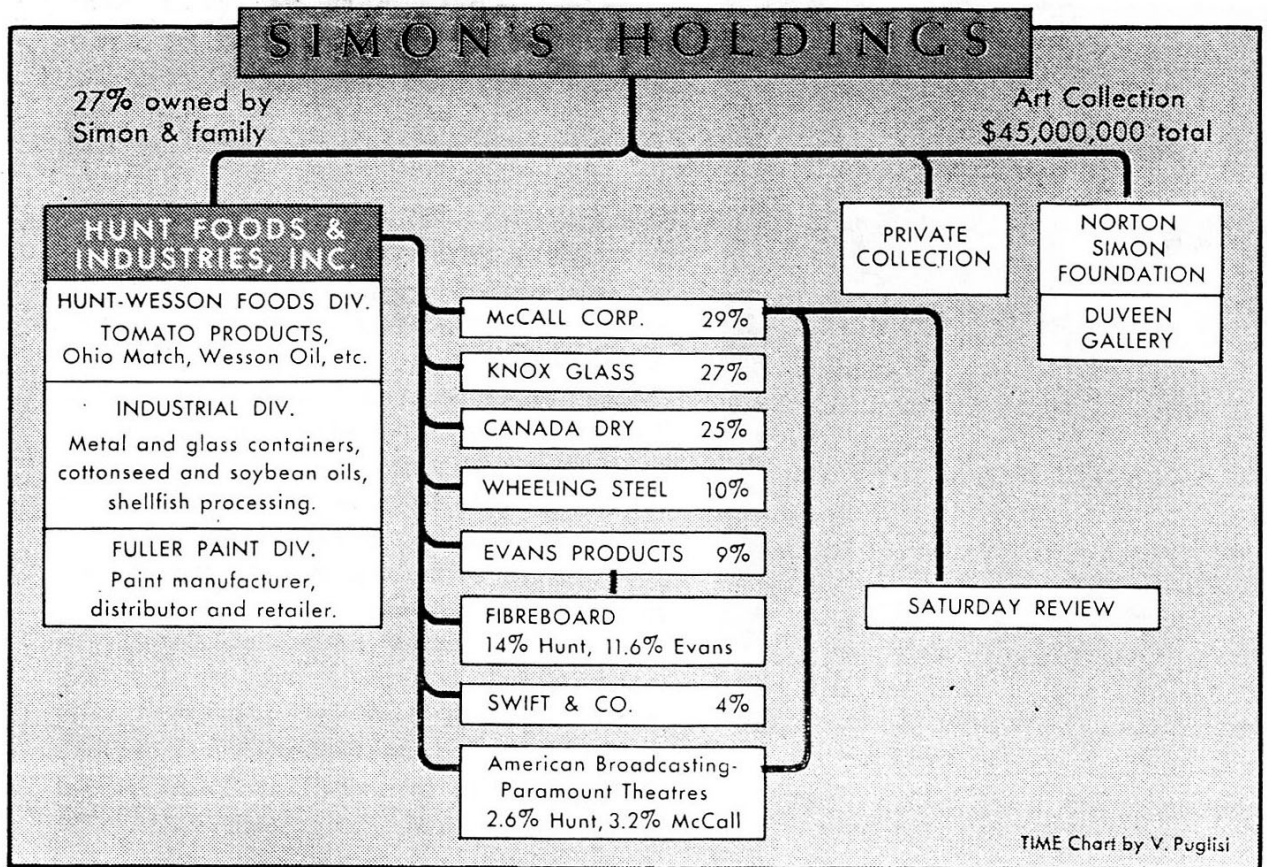 SIMON'S HOLDINGS
27% owned by
Simon & family
Art Collection
$45,000,000 total
HUNT FOODS &
INDUSTRIES, INC.
HUNT-WESSON FOODS DIV.
TOMATO PRODUCTS,
Ohio Match, Wesson Oil, etc.
INDUSTRIAL DIV.
Metal and glass containers,
cottonseed and soybean oils,
shellfish processing.
FULLER PAINT DIV.
Paint manufacturer,
distributor and retailer.
McCALL CORP. 29%
KNOX GLASS 27%
CANADA DRY 25%
WHEELING STEEL 10%
EVANS PRODUCTS 9%
FIBREBOARD
14% Hunt, 11.6% Evans
SWIFT & CO. 4%
American Broadcasting-
Paramount Theatres
2.6% Hunt, 3.2% McCall
PRIVATE
COLLECTION
NORTON
SIMON
FOUNDATION
DUVEEN
GALLERY
SATURDAY REVIEW
TIME Chart by V. Puglisi